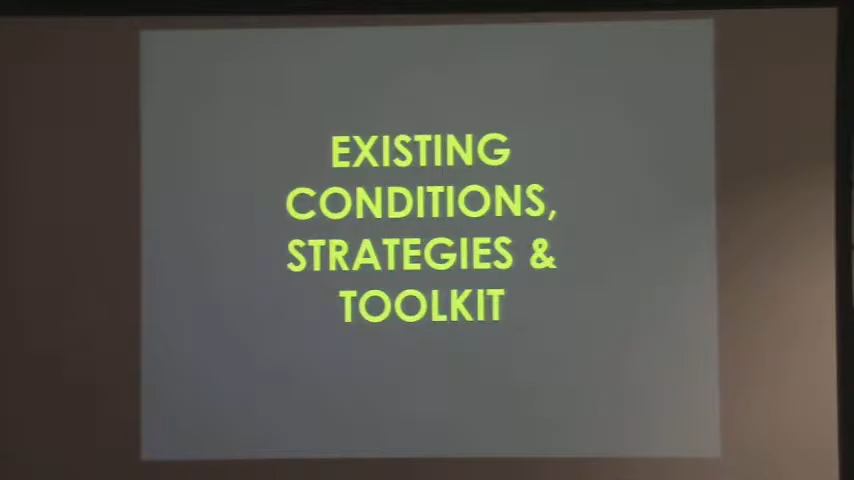 EXISTING
CONDITIONS,
STRATEGIES &
TOOLKIT